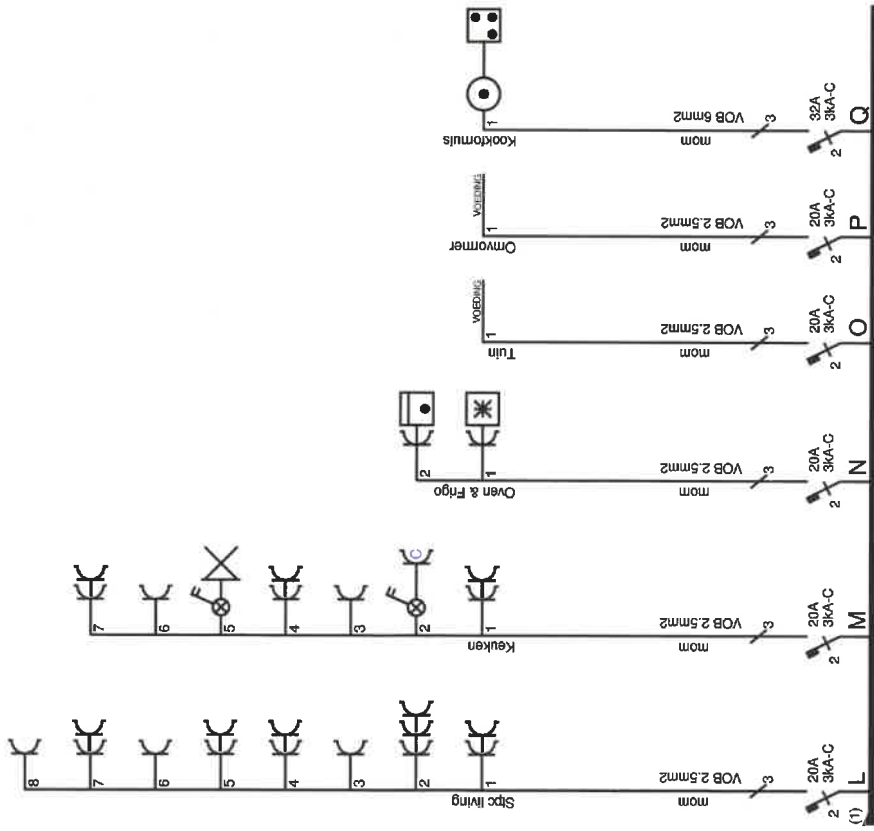 8
7
6
5
4
3
2
1
Stpc living
mom
VOB 2.5mm2
3
20A
3kA-C
2
L
(1)
7
6
5
4
3
C
2
1
Keuken
mom
VOB 2.5mm2
3
20A
3kA-C
2
M
2
1
Oven & Frigo
mom
VOB 2.5mm2
3
20A
3kA-C
2
N
VOEDING
1
Tuin
mom
VOB 2.5mm2
3
20A
3kA-C
2
O
VOEDING
1
Omvormer
mom
VOB 2.5mm2
3
20A
3kA-C
2
P
1
Kookfornuis
mom
VOB 6mm2
3
32A
3kA-C
2
Q